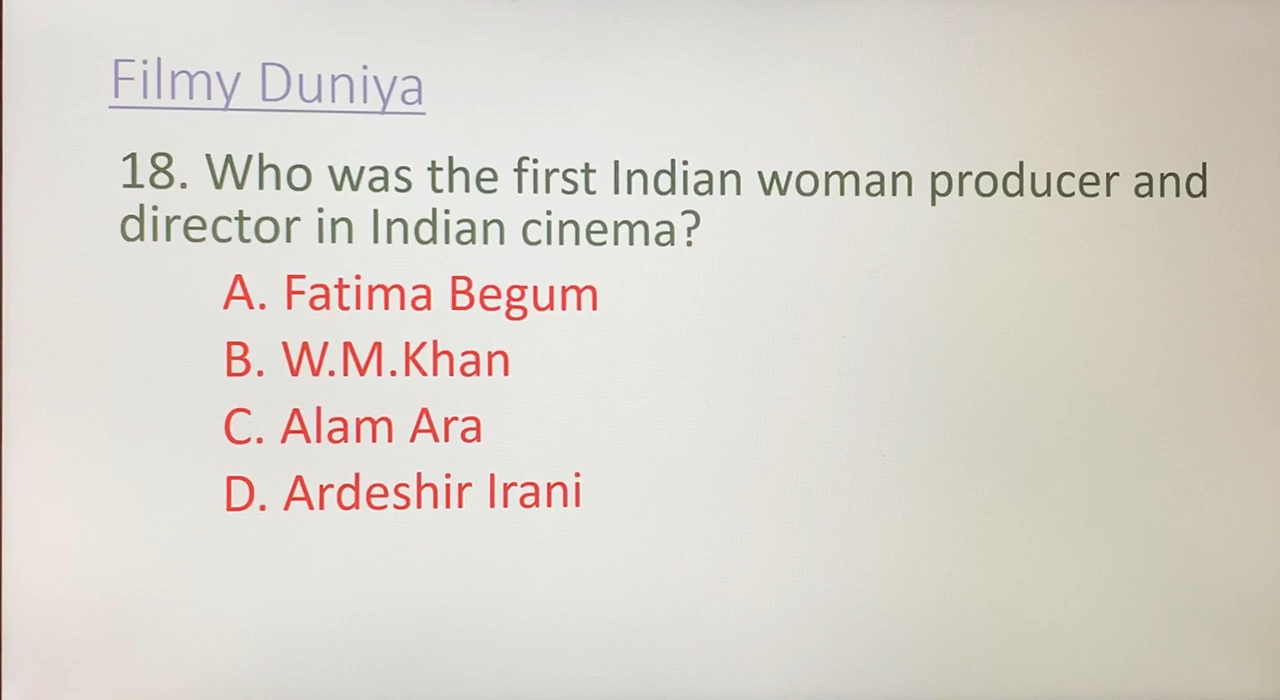 Filmy Duniya
18. Who was the first Indian woman producer and
director in Indian cinema?
A. Fatima Begum
B. W.M.Khan
C. Alam Ara
D. Ardeshir Irani